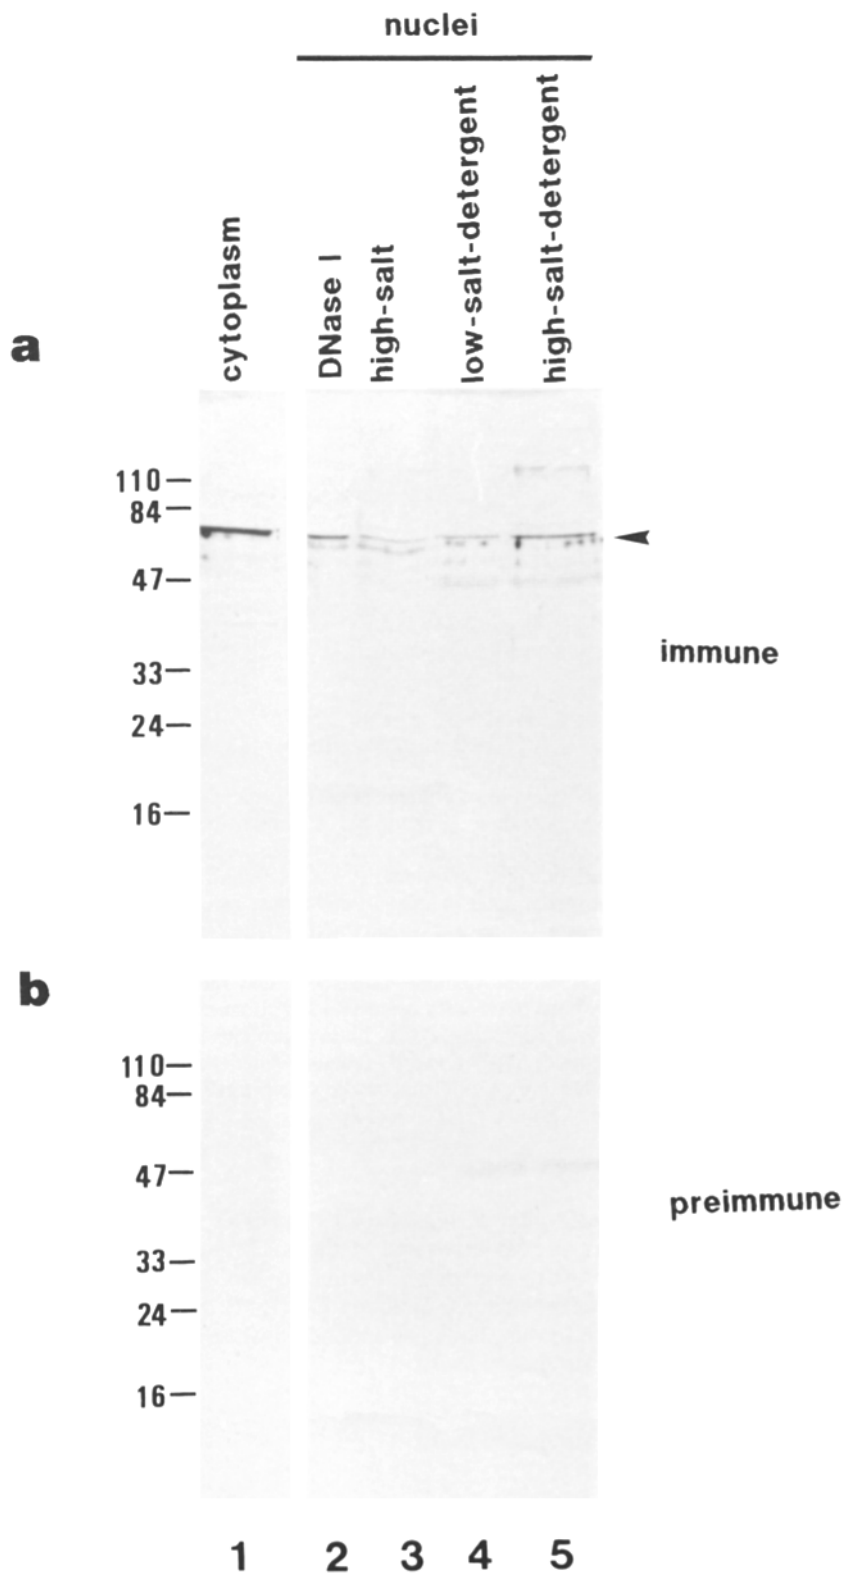 nuclei
cytoplasm
DNase I
high-salt
low-salt-detergent
high-salt-detergent
a
110
84
47
33
24
16
immune
b
110
84
47
33
24
16
preimmune
1 2 3 4 5